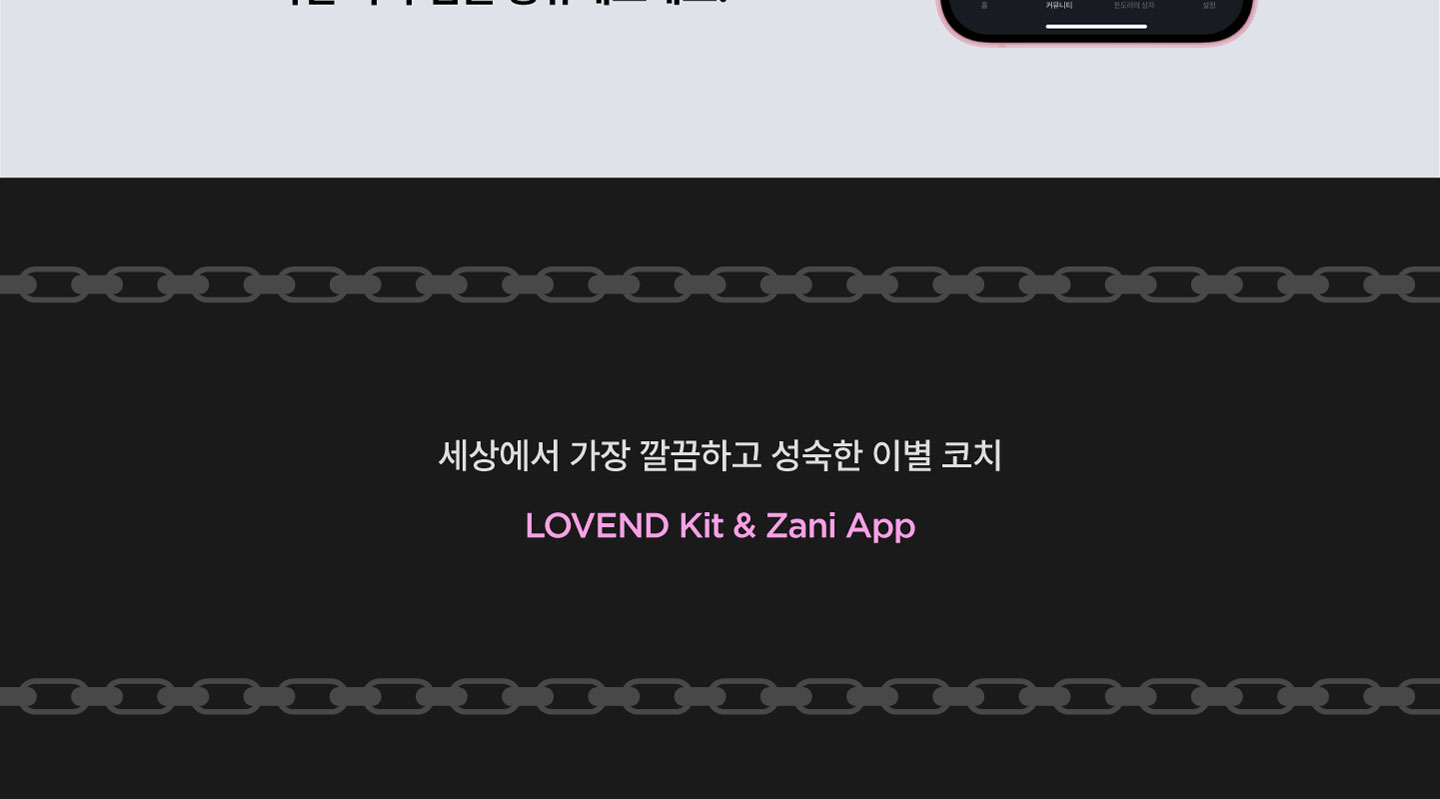 홈 커뮤니티 판도라의 상자 설정
세상에서 가장 깔끔하고 성숙한 이별 코치
LOVEND Kit & Zani App